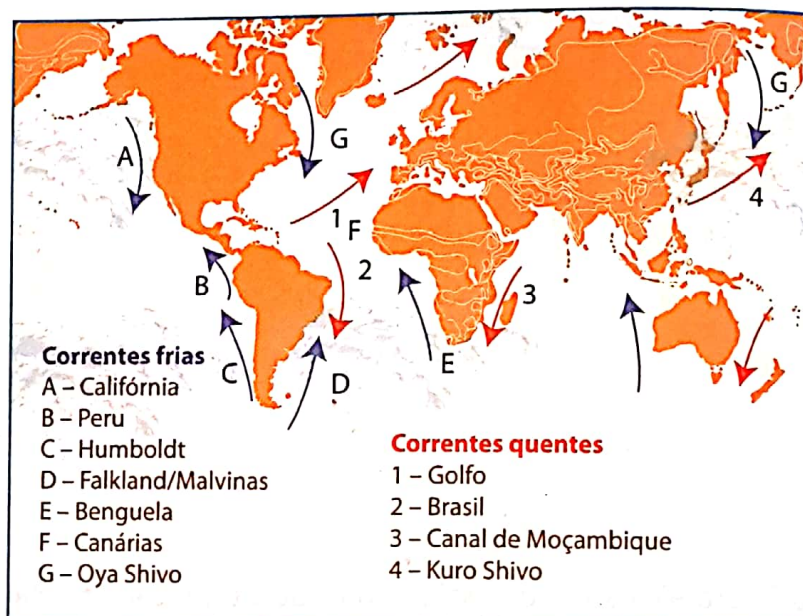 G
G
A
4
1
F
2
B
3
E
C
D
Correntes frias
A – Califórnia
B – Peru
C – Humboldt
D – Falkland/Malvinas
E – Benguela
F – Canárias
G – Oya Shivo
Correntes quentes
1 – Golfo
2 – Brasil
3 – Canal de Moçambique
4 – Kuro Shivo